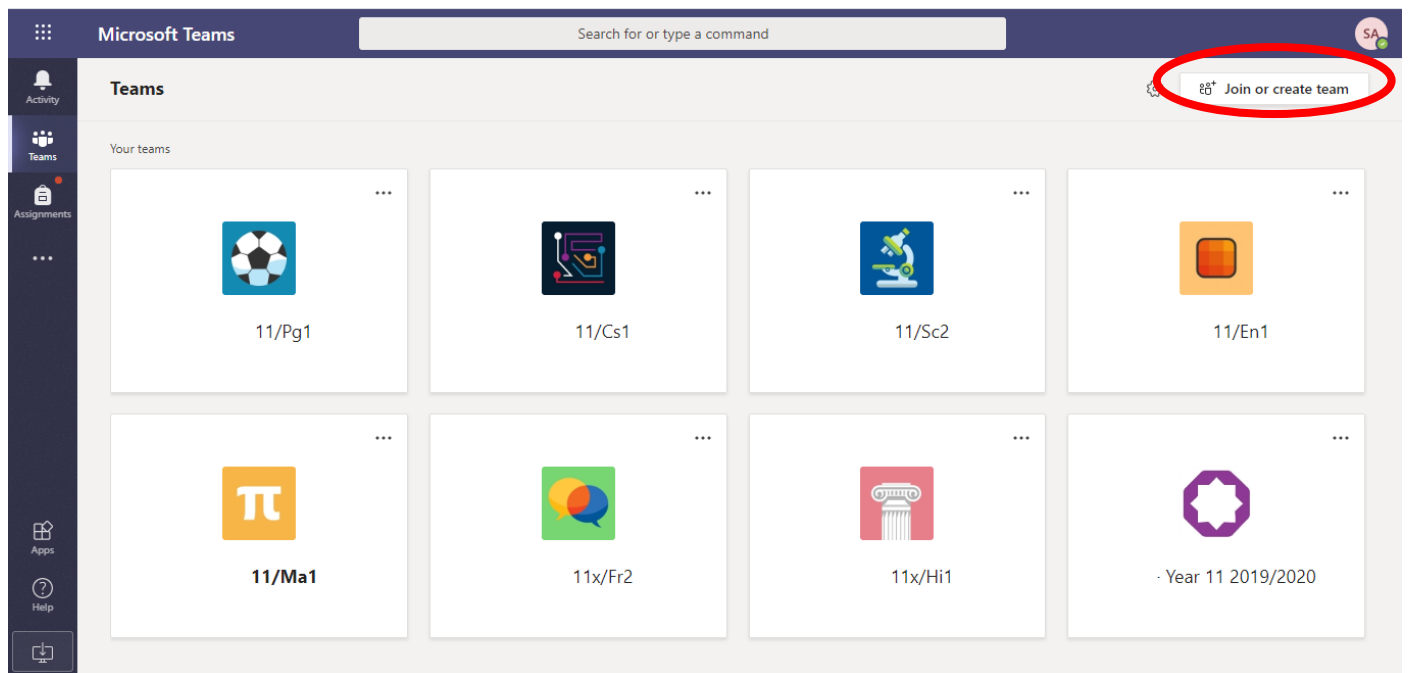 Microsoft Teams
Search for or type a command
SA
Activity
Teams
Join or create team
Teams
Your teams
Assignments
11/Pg1
11/Cs1
11/Sc2
11/En1
π
11/Ma1
11x/Fr2
11x/Hi1
· Year 11 2019/2020
Apps
Help